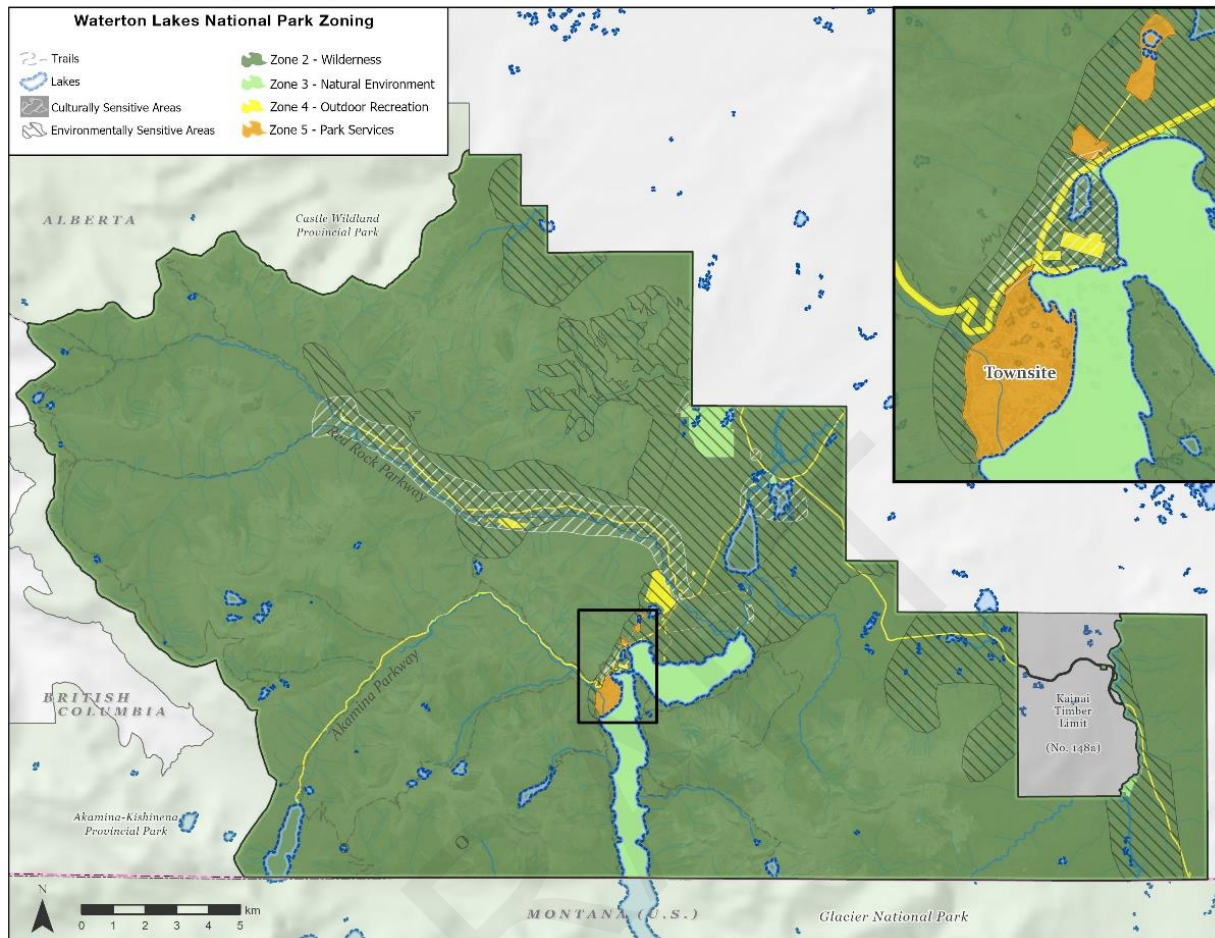 Waterton Lakes National Park Zoning
Trails
Lakes
Culturally Sensitive Areas
Environmentally Sensitive Areas
Zone 2 - Wilderness
Zone 3 - Natural Environment
Zone 4 - Outdoor Recreation
Zone 5 - Park Services
ALBERTA
Castle Wildland
Provincial Park
Townsite
Red Rock Parkway
Akamina Parkway
BRITISH
COLUMBIA
Kainai
Timber
Limit
(No. 148a)
Akamina-Kishinena
Provincial Park
N
km
0 1 2 3 4 5
MONTANA (U.S.)
Glacier National Park